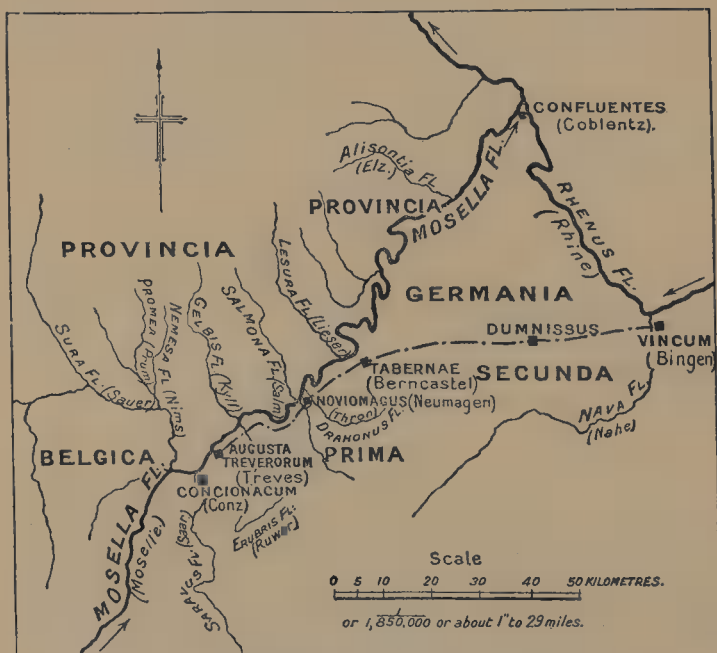 CONFLUENTES
(Coblentz).
Alisontia FL.
(Elz.)
PROVINCIA
MOSELLA FL.
RHENUS FL.
(Rhine)
PROVINCIA
LESURA FL. (Lieser)
GERMANIA
SURA FL. (Sauer)
PROMEA (Prum)
NEMESA FL. (Nims)
GELBIS FL. (Kyll)
SALMONA FL. (Salm)
DUMNISSUS
VINCUM
(Bingen)
TABERNAE
(Berncastel)
SECUNDA
NOVIOMAGUS (Neumagen)
(Thron)
DRAHONUS FL.
NAVA FL.
(Nahe)
BELGICA
AUGUSTA
TREVERORUM
(Treves)
PRIMA
CONCIONACUM
(Conz)
MOSELLA FL.
(Moselle.)
ERUBRIS FL.
(Ruwer)
(Saar)
Scale
0 5 10 20 30 40 50 KILOMETRES.
or 1/1,850,000 or about 1" to 29 miles.